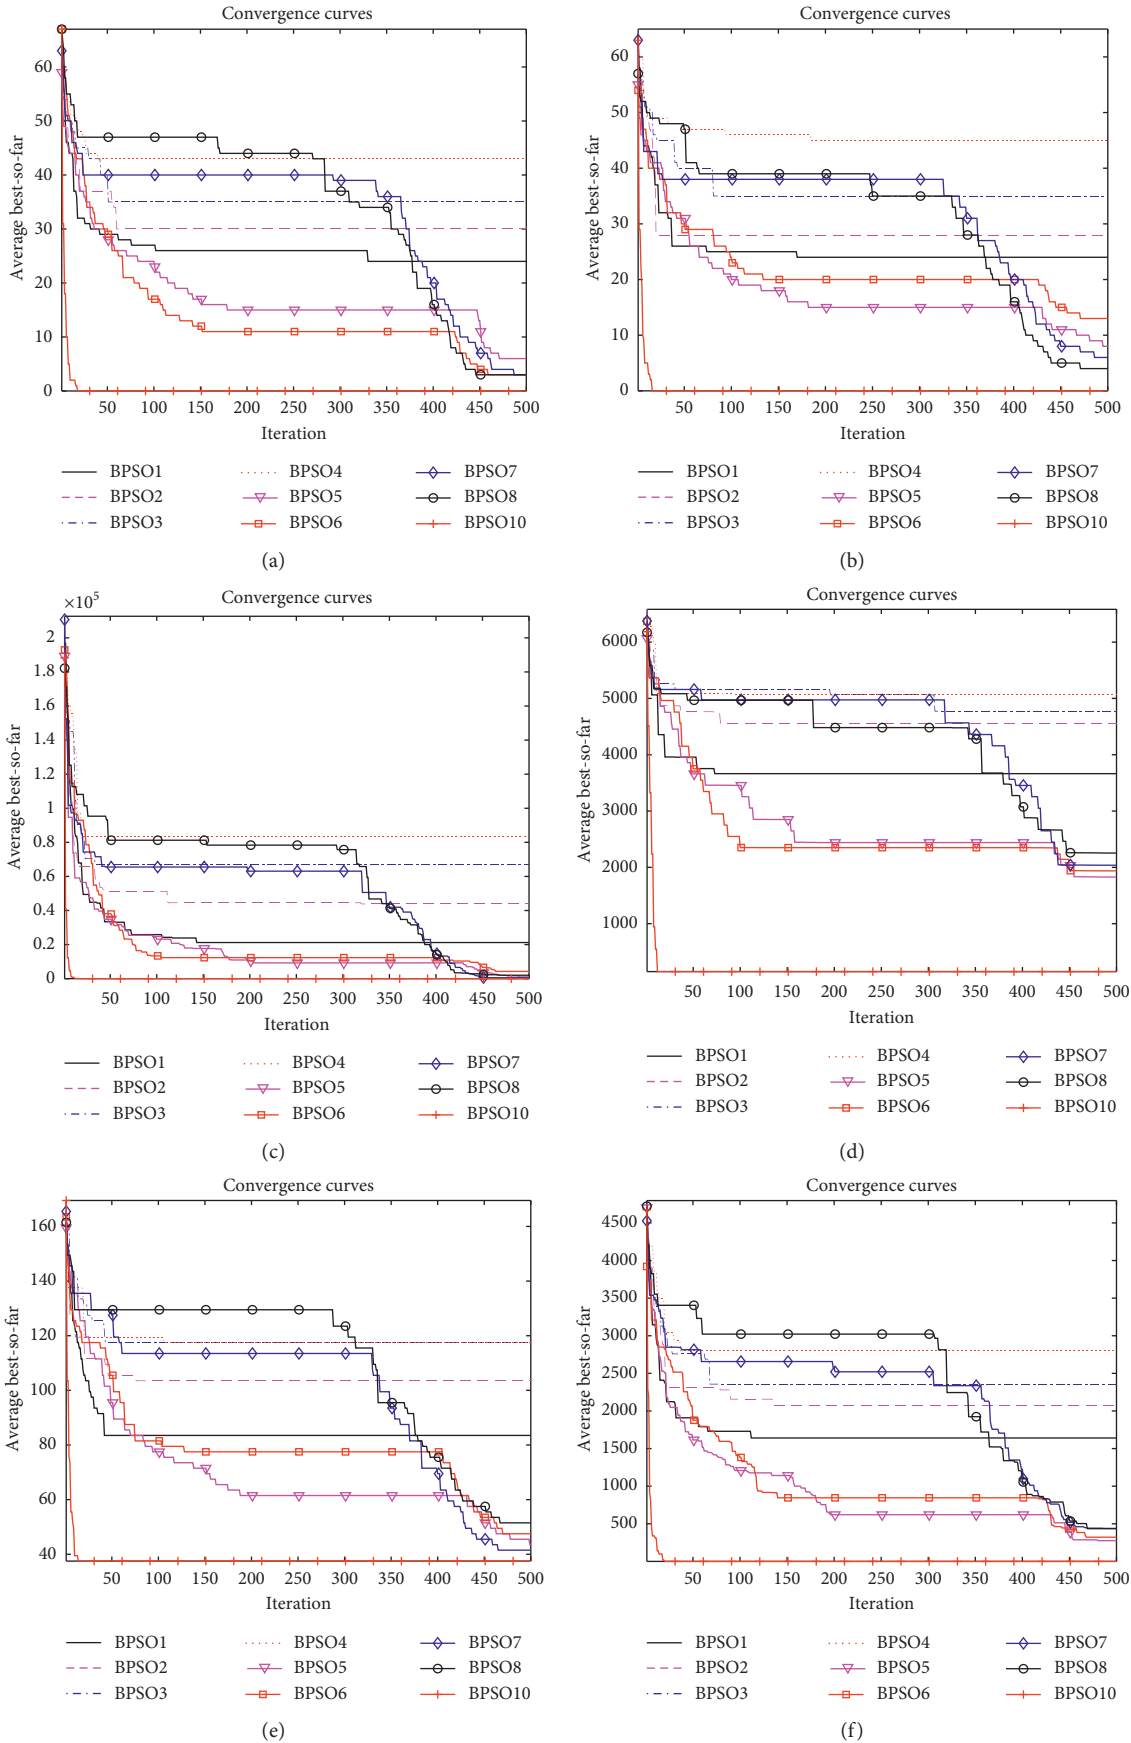 Convergence curves
Average best-so-far
60
50
40
30
20
10
0
50 100 150 200 250 300 350 400 450 500
Iteration
BPSO1 BPSO4 BPSO7
BPSO2 BPSO5 BPSO8
BPSO3 BPSO6 BPSO10
(a)
Convergence curves
Average best-so-far
60
50
40
30
20
10
0
50 100 150 200 250 300 350 400 450 500
Iteration
BPSO1 BPSO4 BPSO7
BPSO2 BPSO5 BPSO8
BPSO3 BPSO6 BPSO10
(b)
Convergence curves
×10⁵
Average best-so-far
2
1.8
1.6
1.4
1.2
1
0.8
0.6
0.4
0.2
0
50 100 150 200 250 300 350 400 450 500
Iteration
BPSO1 BPSO4 BPSO7
BPSO2 BPSO5 BPSO8
BPSO3 BPSO6 BPSO10
(c)
Convergence curves
Average best-so-far
6000
5000
4000
3000
2000
1000
50 100 150 200 250 300 350 400 450 500
Iteration
BPSO1 BPSO4 BPSO7
BPSO2 BPSO5 BPSO8
BPSO3 BPSO6 BPSO10
(d)
Convergence curves
Average best-so-far
160
140
120
100
80
60
40
50 100 150 200 250 300 350 400 450 500
Iteration
BPSO1 BPSO4 BPSO7
BPSO2 BPSO5 BPSO8
BPSO3 BPSO6 BPSO10
(e)
Convergence curves
Average best-so-far
4500
4000
3500
3000
2500
2000
1500
1000
500
50 100 150 200 250 300 350 400 450 500
Iteration
BPSO1 BPSO4 BPSO7
BPSO2 BPSO5 BPSO8
BPSO3 BPSO6 BPSO10
(f)